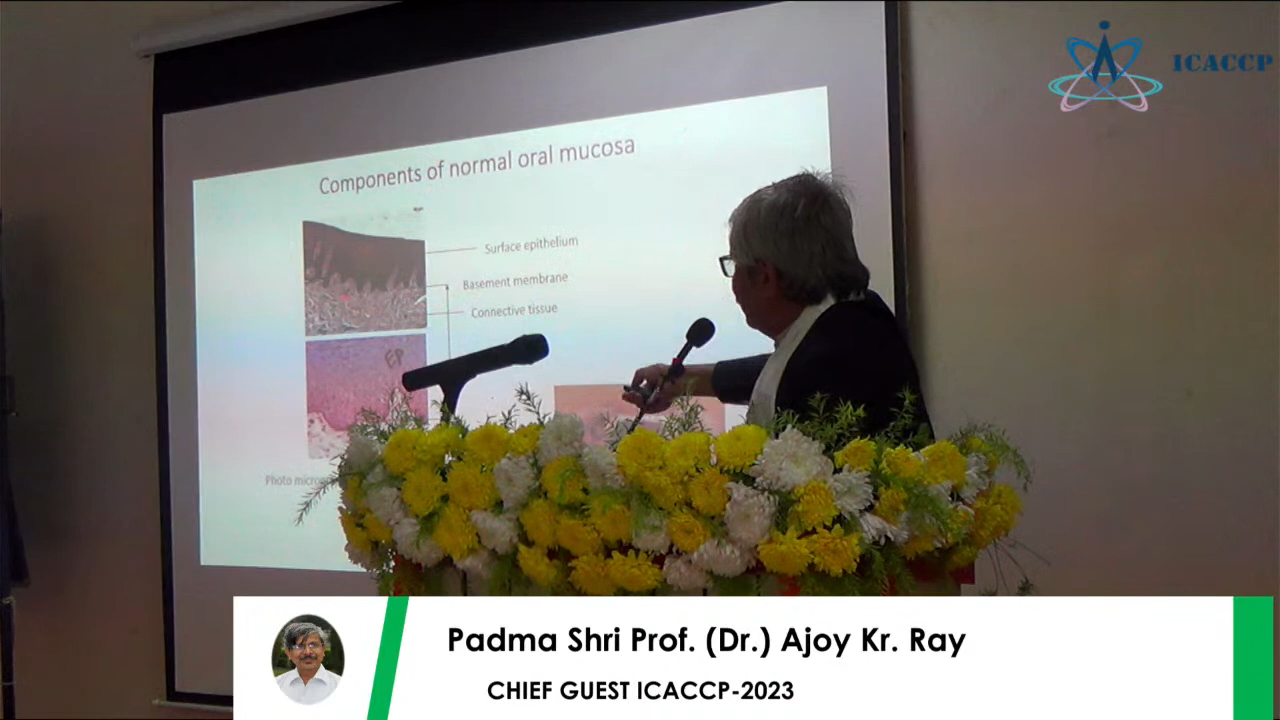 ICACCP
Components of normal oral mucosa
Surface epithelium
Basement membrane
Connective tissue
EP
Photo
Padma Shri Prof. (Dr.) Ajoy Kr. Ray
CHIEF GUEST ICACCP-2023